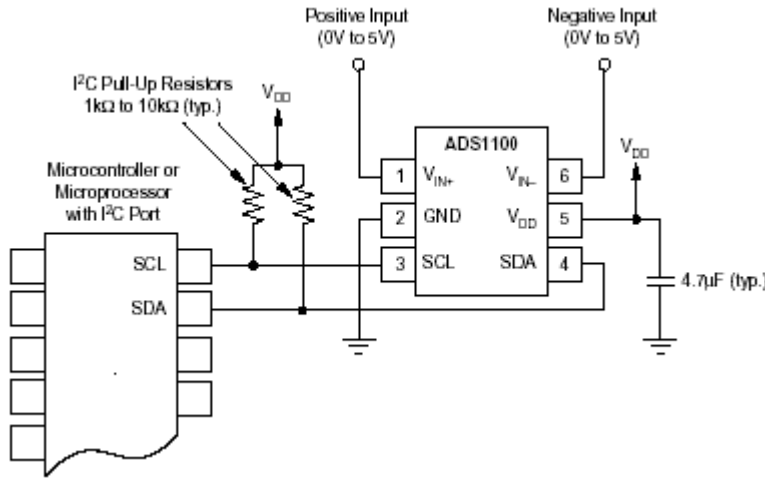 Positive Input
(0V to 5V)
Negative Input
(0V to 5V)
I²C Pull-Up Resistors
1kΩ to 10kΩ (typ.)
V_DD
Microcontroller or
Microprocessor
with I²C Port
SCL
SDA
ADS1100
1 V_IN+ V_IN– 6
2 GND V_DD 5
3 SCL SDA 4
V_DD
4.7µF (typ.)